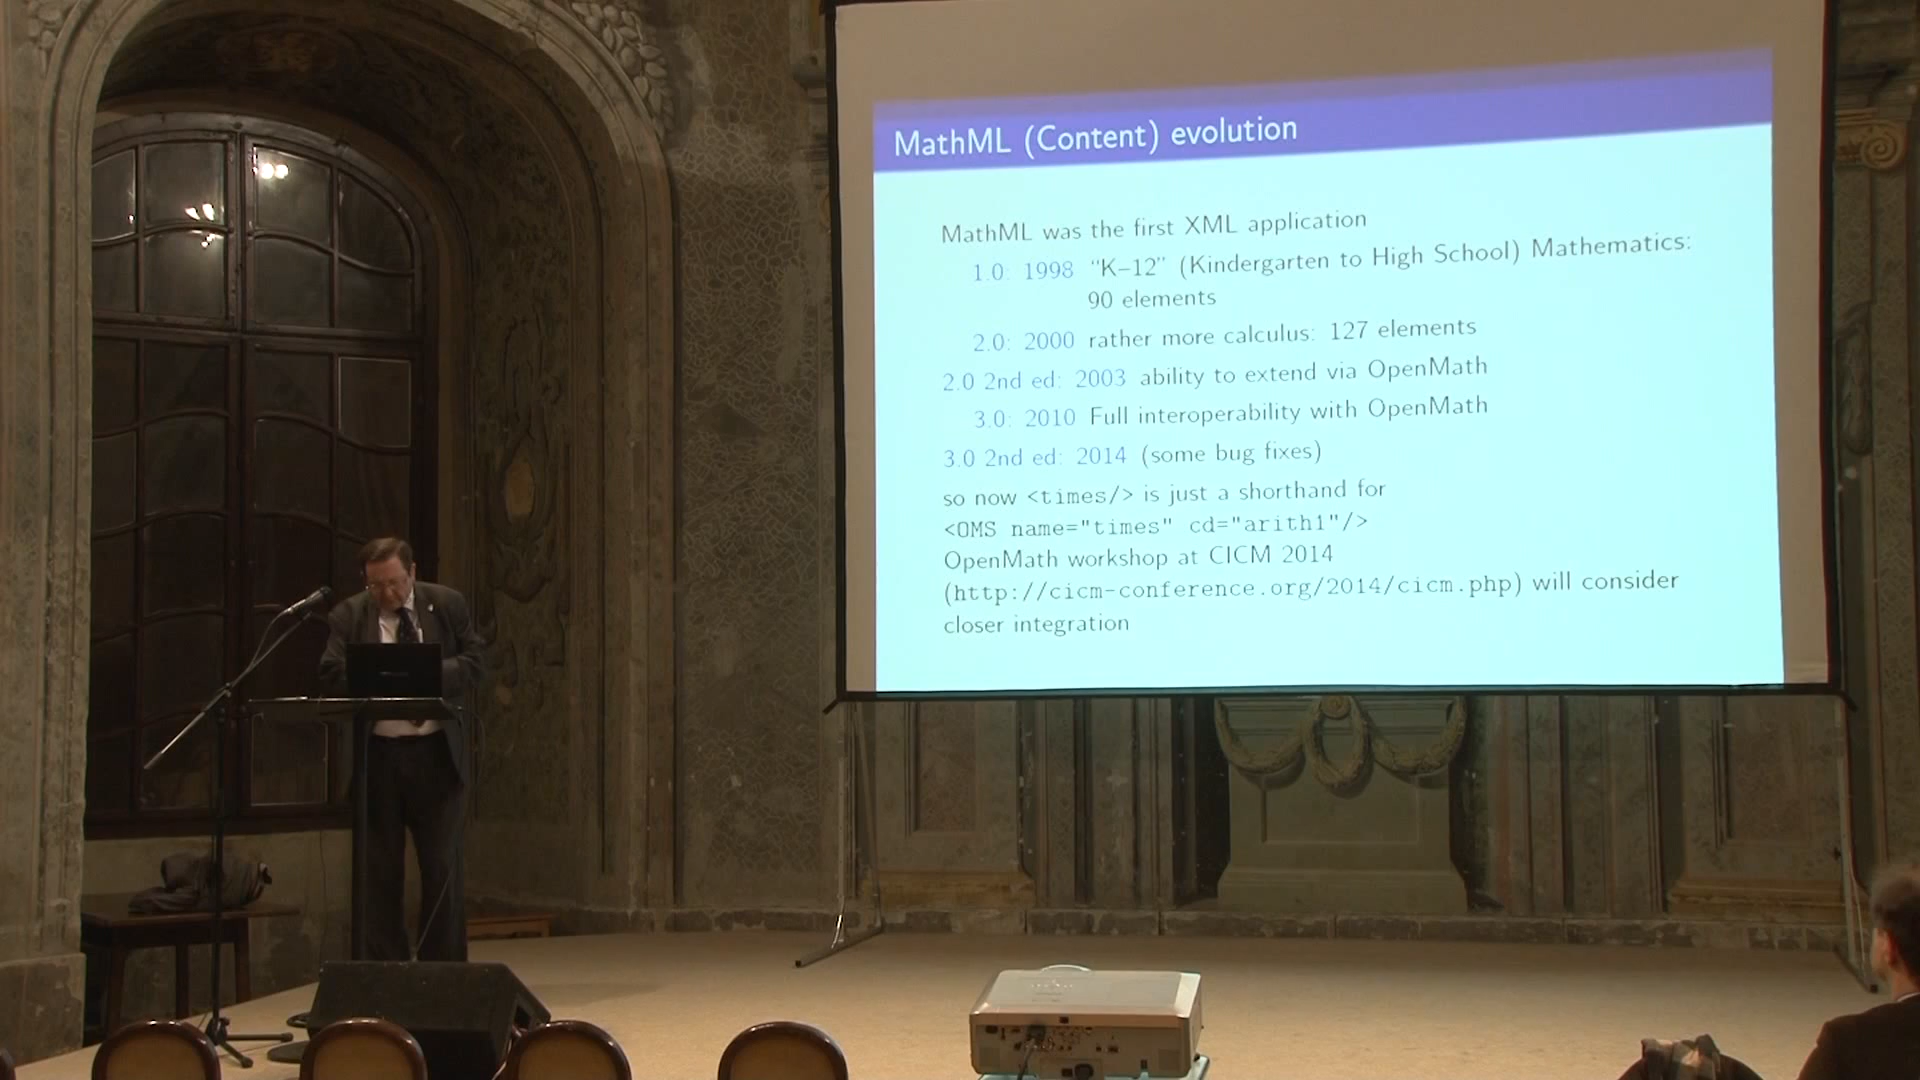 MathML (Content) evolution
MathML was the first XML application
1.0: 1998 “K–12” (Kindergarten to High School) Mathematics:
90 elements
2.0: 2000 rather more calculus: 127 elements
2.0 2nd ed: 2003 ability to extend via OpenMath
3.0: 2010 Full interoperability with OpenMath
3.0 2nd ed: 2014 (some bug fixes)
so now <times/> is just a shorthand for
<OMS name="times" cd="arith1"/>
OpenMath workshop at CICM 2014
(http://cicm-conference.org/2014/cicm.php) will consider
closer integration